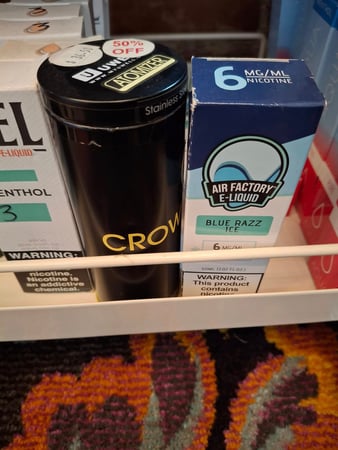 EL
E-LIQUID
MENTHOL
3
WARNING:
nicotine.
Nicotine is
an addictive
chemical.
50%
OFF
UWELL
ATOMIZER
Stainless
CROW
6 MG/ML
NICOTINE
AIR FACTORY
E-LIQUID
BLUE RAZZ
ICE
6 MG/ML
WARNING:
This product
contains